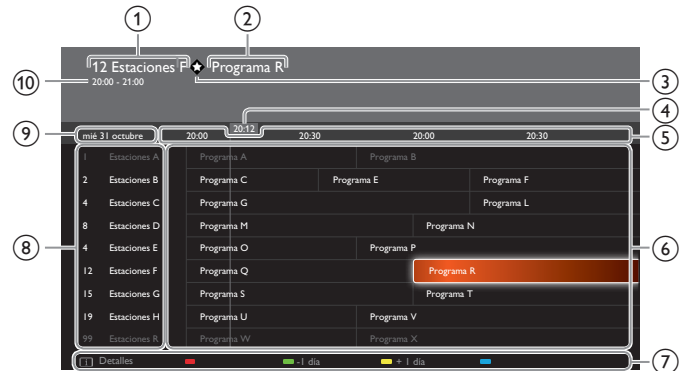 1 2
12 Estaciones F Programa R
3
10 20:00 - 21:00
4
20:12
9 mié 31 octubre 20:00 20:30 20:00 20:30 5
1 Estaciones A Programa A Programa B
2 Estaciones B Programa C Programa E Programa F
4 Estaciones C Programa G Programa L
8 Estaciones D Programa M Programa N
8 4 Estaciones E Programa O Programa P 6
12 Estaciones F Programa Q Programa R
15 Estaciones G Programa S Programa T
19 Estaciones H Programa U Programa V
99 Estaciones R Programa W Programa X
i Detalles -1 día + 1 día 7